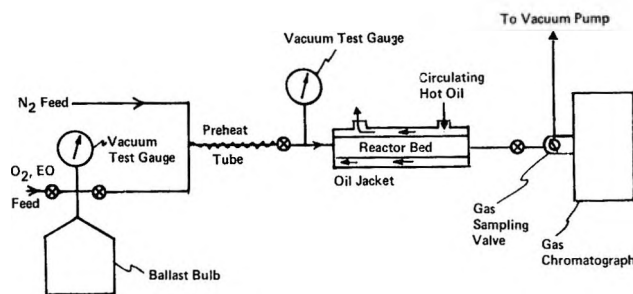 To Vacuum Pump
Vacuum Test Gauge
Circulating
Hot Oil
N2 Feed
Preheat
Tube
Vacuum
Test Gauge
Reactor Bed
O2, EO
Feed
Oil Jacket
Gas
Sampling
Valve
Gas
Chromatograph
Ballast Bulb